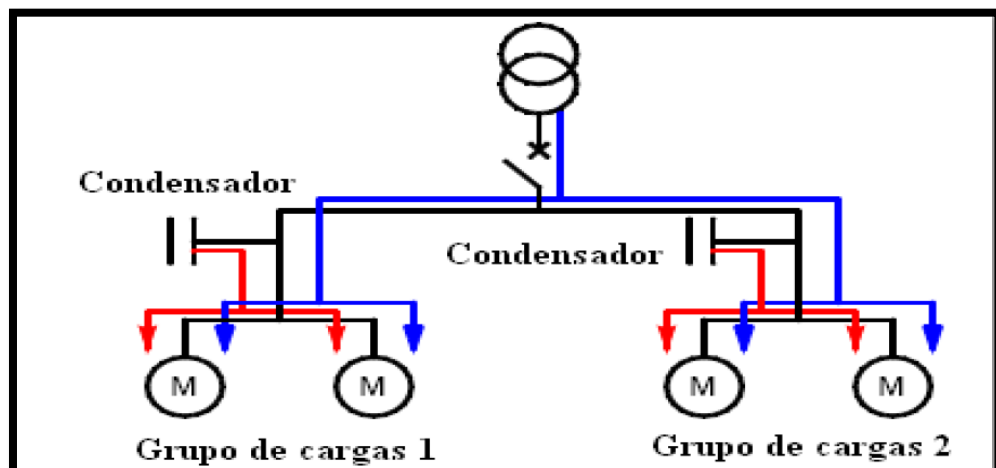 Condensador
Condensador
M
M
M
M
Grupo de cargas 1
Grupo de cargas 2